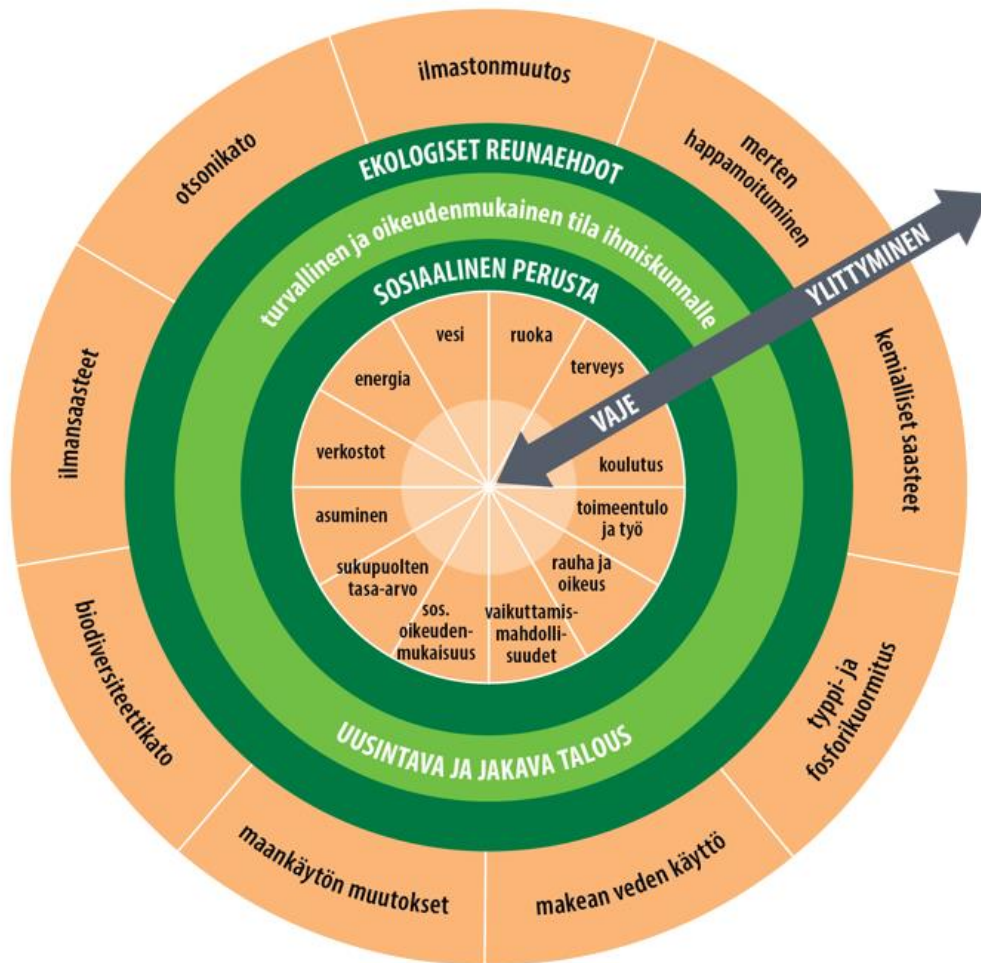 ilmastonmuutos
merten
happamoituminen
kemialliset saasteet
typpi- ja
fosforikuormitus
makean veden käyttö
maankäytön muutokset
biodiversiteettikato
ilmansaasteet
otsonikato
EKOLOGISET REUNAEHDOT
turvallinen ja oikeudenmukainen tila ihmiskunnalle
SOSIAALINEN PERUSTA
YLITTYMINEN
VAJE
vesi
ruoka
terveys
koulutus
toimeentulo
ja työ
rauha ja
oikeus
vaikuttamis-
mahdolli-
suudet
sos.
oikeuden-
mukaisuus
sukupuolten
tasa-arvo
asuminen
verkostot
energia
UUSINTAVA JA JAKAVA TALOUS